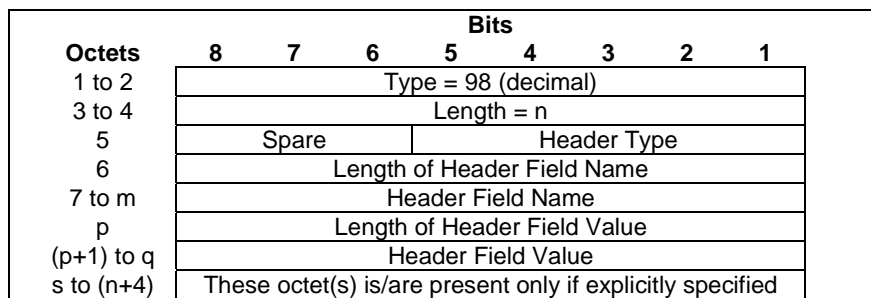 Bits
Octets 8 7 6 5 4 3 2 1
1 to 2 Type = 98 (decimal)
3 to 4 Length = n
5 Spare Header Type
6 Length of Header Field Name
7 to m Header Field Name
p Length of Header Field Value
(p+1) to q Header Field Value
s to (n+4) These octet(s) is/are present only if explicitly specified